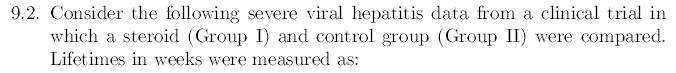 9.2. Consider the following severe viral hepatitis data from a clinical trial in
which a steroid (Group I) and control group (Group II) were compared.
Lifetimes in weeks were measured as: